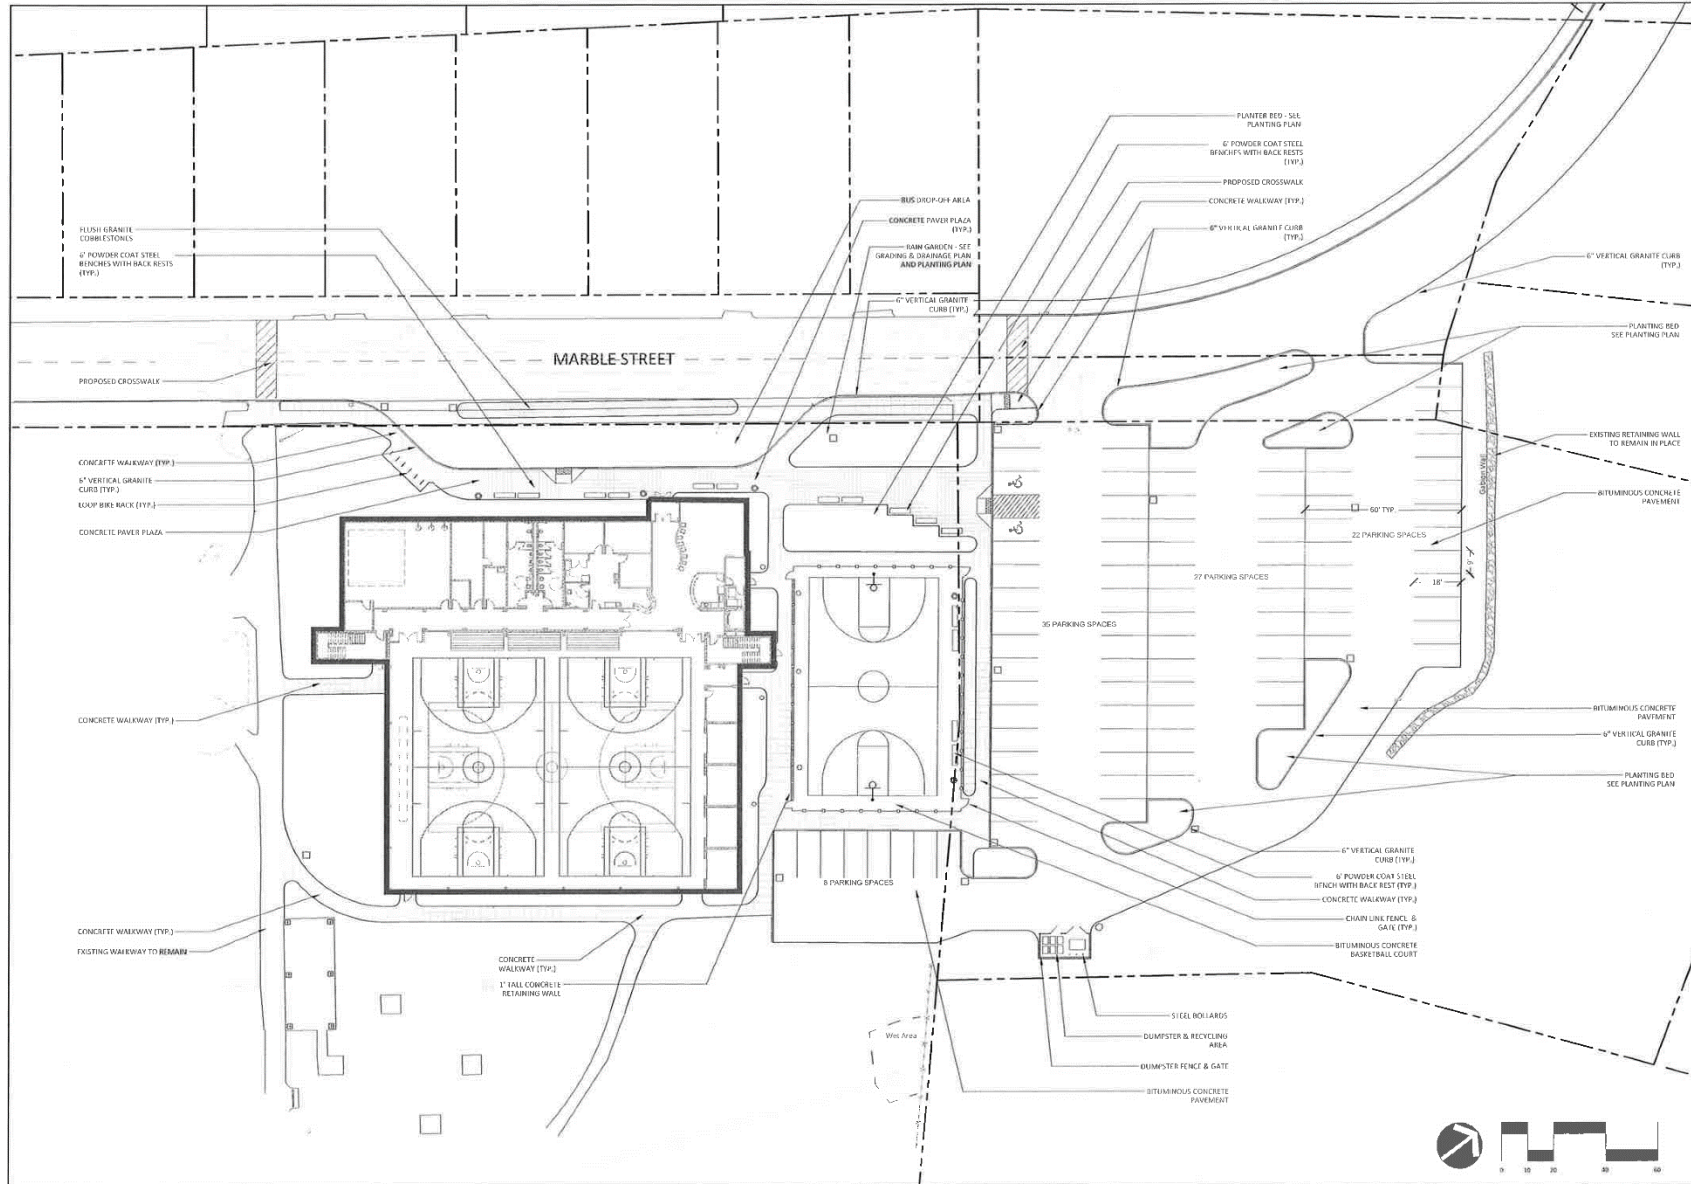 PLANTER BED - SEE
PLANTING PLAN
6' POWDER COAT STEEL
BENCHES WITH BACK RESTS
(TYP.)
PROPOSED CROSSWALK
CONCRETE WALKWAY (TYP.)
6" VERTICAL GRANITE CURB
(TYP.)
BUS DROP-OFF AREA
CONCRETE PAVER PLAZA
(TYP.)
RAIN GARDEN - SEE
GRADING & DRAINAGE PLAN
AND PLANTING PLAN
6" VERTICAL GRANITE
CURB (TYP.)
FLUSH GRANITE
COBBLESTONES
6' POWDER COAT STEEL
BENCHES WITH BACK RESTS
(TYP.)
6" VERTICAL GRANITE CURB
(TYP.)
PLANTING BED
SEE PLANTING PLAN
MARBLE STREET
PROPOSED CROSSWALK
EXISTING RETAINING WALL
TO REMAIN IN PLACE
Gabion Wall
CONCRETE WALKWAY (TYP.)
6" VERTICAL GRANITE
CURB (TYP.)
LOOP BIKE RACK (TYP.)
CONCRETE PAVER PLAZA
BITUMINOUS CONCRETE
PAVEMENT
60' TYP.
22 PARKING SPACES
27 PARKING SPACES
18'
35 PARKING SPACES
CONCRETE WALKWAY (TYP.)
BITUMINOUS CONCRETE
PAVEMENT
6" VERTICAL GRANITE
CURB (TYP.)
PLANTING BED
SEE PLANTING PLAN
6" VERTICAL GRANITE
CURB (TYP.)
6' POWDER COAT STEEL
BENCH WITH BACK REST (TYP.)
CONCRETE WALKWAY (TYP.)
CHAIN LINK FENCE &
GATE (TYP.)
BITUMINOUS CONCRETE
BASKETBALL COURT
8 PARKING SPACES
CONCRETE WALKWAY (TYP.)
EXISTING WALKWAY TO REMAIN
CONCRETE
WALKWAY (TYP.)
1' TALL CONCRETE
RETAINING WALL
Wet Area
STEEL BOLLARDS
DUMPSTER & RECYCLING
AREA
DUMPSTER FENCE & GATE
BITUMINOUS CONCRETE
PAVEMENT
0 10 20 40 60